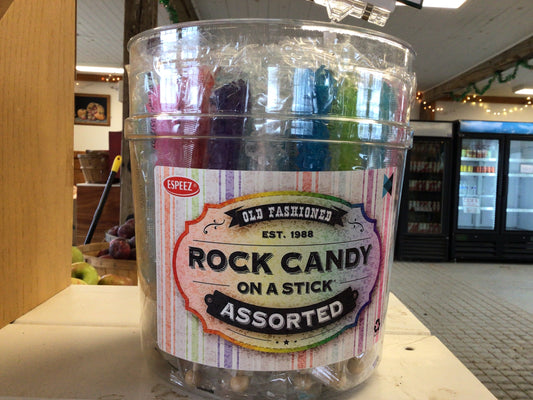 ESPEEZ
OLD FASHIONED
EST. 1988
ROCK CANDY
ON A STICK
ASSORTED